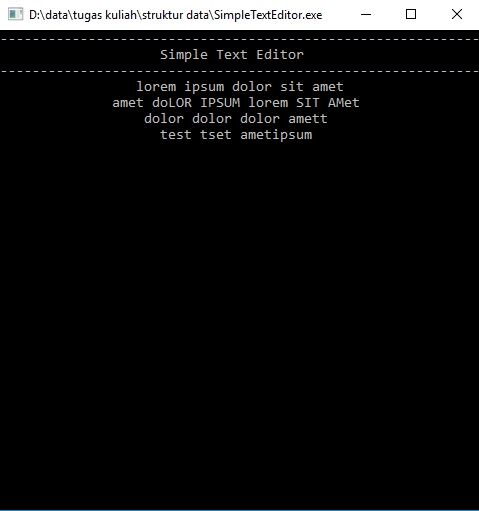 D:\data\tugas kuliah\struktur data\SimpleTextEditor.exe
------------------------------------------------------------
Simple Text Editor
------------------------------------------------------------
lorem ipsum dolor sit amet
amet doLOR IPSUM lorem SIT AMet
dolor dolor dolor amett
test tset ametipsum